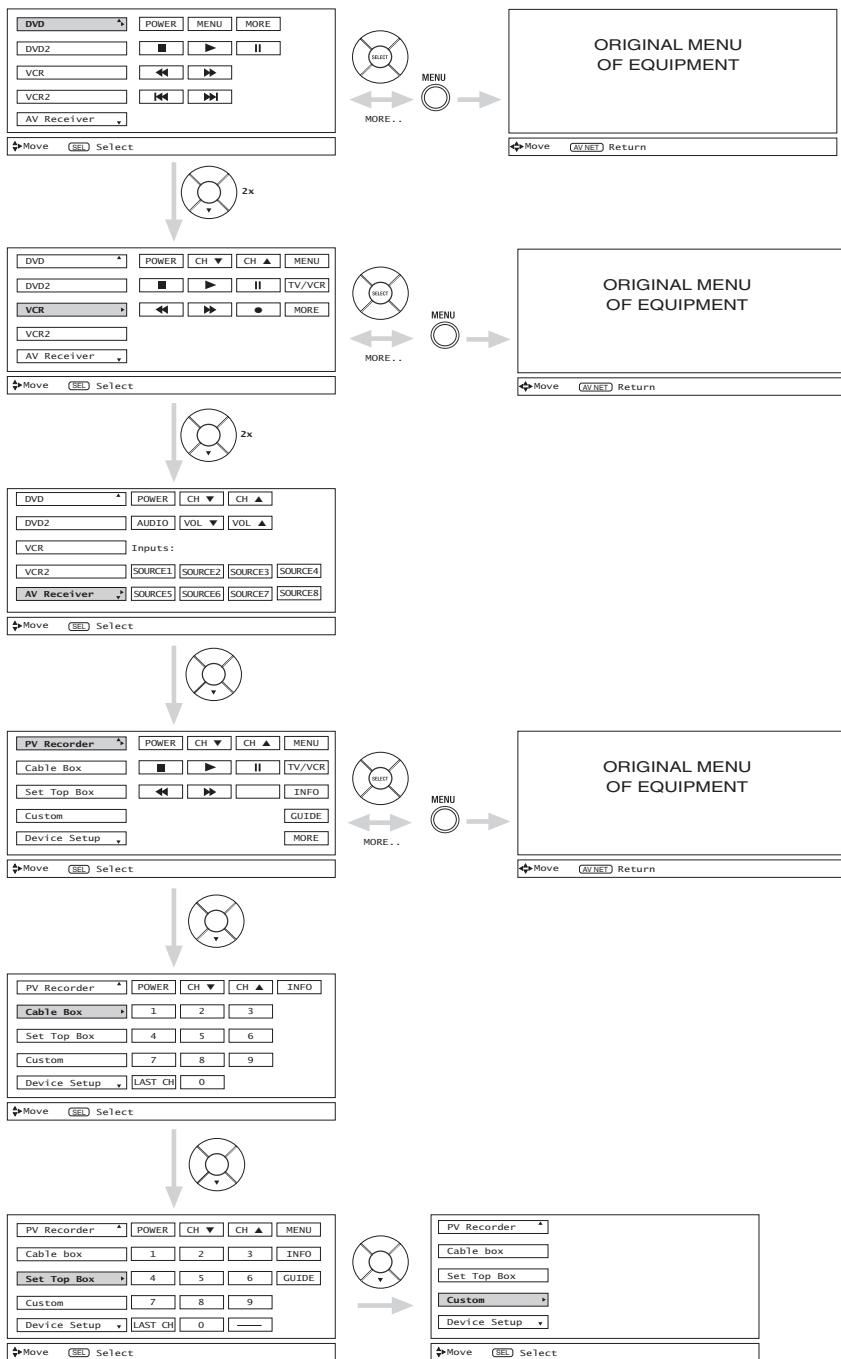 DVD POWER MENU MORE
DVD2
VCR
VCR2
AV Receiver
Move SEL Select
SELECT
MENU
MORE..
ORIGINAL MENU
OF EQUIPMENT
Move AV NET Return
2x
DVD POWER CH ▼ CH ▲ MENU
DVD2 TV/VCR
VCR MORE
VCR2
AV Receiver
Move SEL Select
SELECT
MENU
MORE..
ORIGINAL MENU
OF EQUIPMENT
Move AV NET Return
2x
DVD POWER CH ▼ CH ▲
DVD2 AUDIO VOL ▼ VOL ▲
VCR Inputs:
VCR2 SOURCE1 SOURCE2 SOURCE3 SOURCE4
AV Receiver SOURCE5 SOURCE6 SOURCE7 SOURCE8
Move SEL Select
PV Recorder POWER CH ▼ CH ▲ MENU
Cable Box TV/VCR
Set Top Box INFO
Custom GUIDE
Device Setup MORE
Move SEL Select
SELECT
MENU
MORE..
ORIGINAL MENU
OF EQUIPMENT
Move AV NET Return
PV Recorder POWER CH ▼ CH ▲ INFO
Cable Box 1 2 3
Set Top Box 4 5 6
Custom 7 8 9
Device Setup LAST CH 0
Move SEL Select
PV Recorder POWER CH ▼ CH ▲ MENU
Cable box 1 2 3 INFO
Set Top Box 4 5 6 GUIDE
Custom 7 8 9
Device Setup LAST CH 0 —
Move SEL Select
PV Recorder
Cable box
Set Top Box
Custom
Device Setup
Move SEL Select